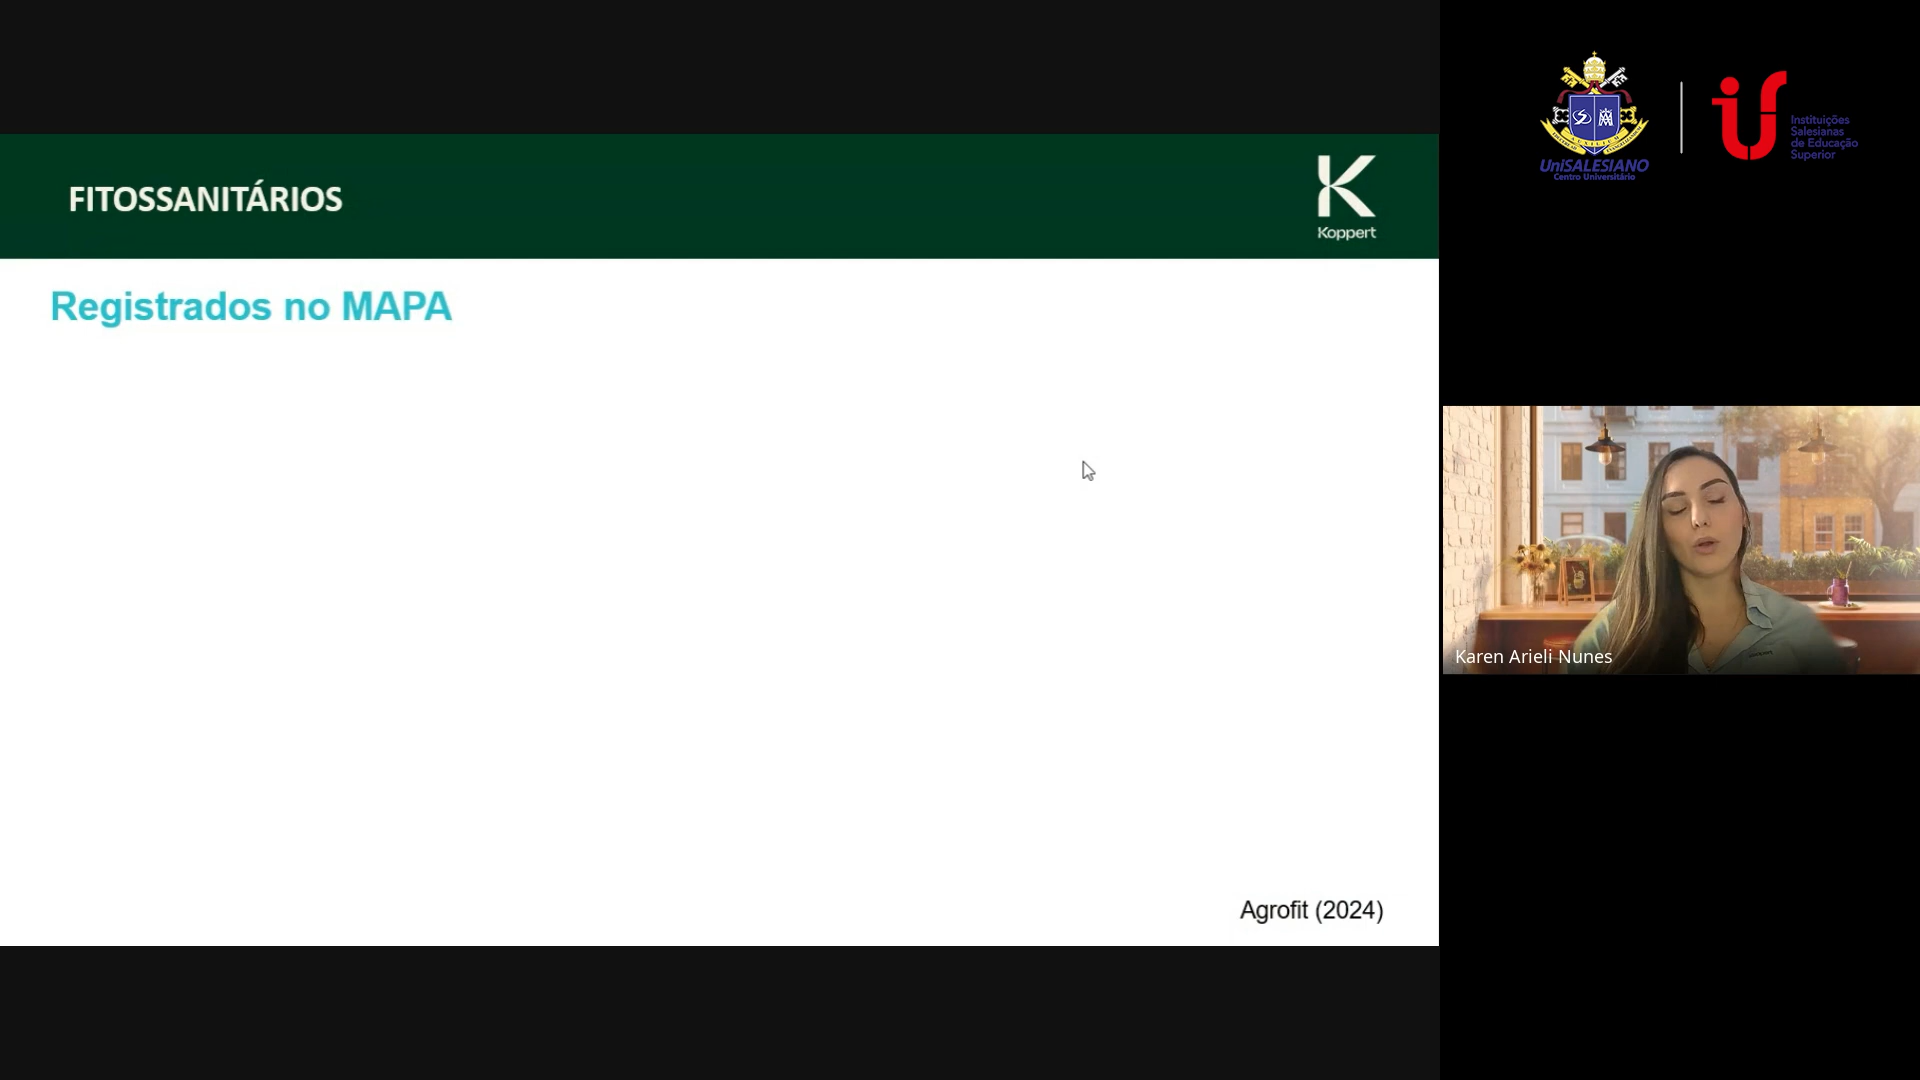 FITOSSANITÁRIOS
Koppert
Registrados no MAPA
Agrofit (2024)
UniSALESIANO
Centro Universitário
Instituições
Salesianas
de Educação
Superior
Karen Arieli Nunes